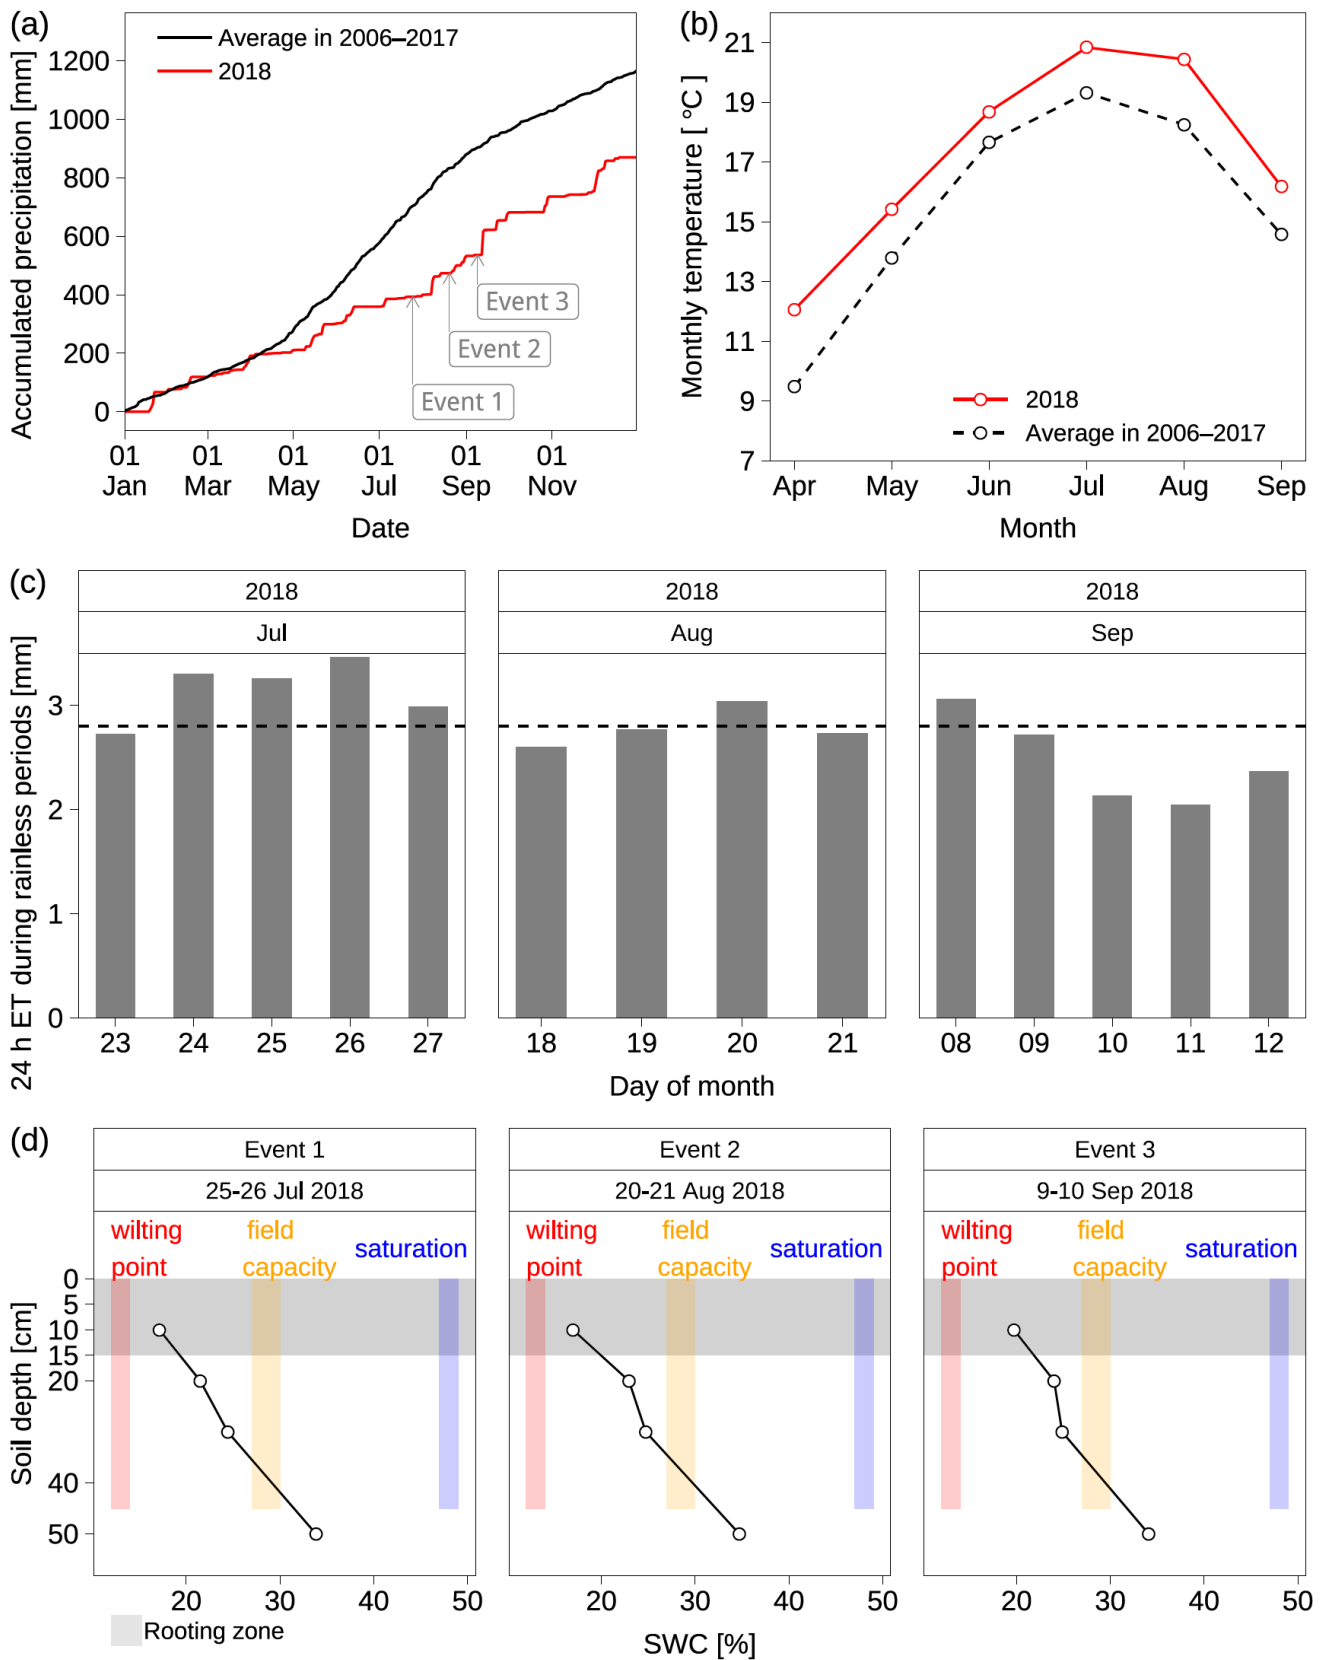 (a)
Average in 2006–2017
2018
Accumulated precipitation [mm]
1200
1000
800
600
400
200
0
Event 3
Event 2
Event 1
01 01 01 01 01 01
Jan Mar May Jul Sep Nov
Date
(b)
Monthly temperature [ °C ]
21
19
17
15
13
11
9
7
2018
Average in 2006–2017
Apr May Jun Jul Aug Sep
Month
(c)
2018 2018 2018
Jul Aug Sep
24 h ET during rainless periods [mm]
3
2
1
0
23 24 25 26 27 18 19 20 21 08 09 10 11 12
Day of month
(d)
Event 1 Event 2 Event 3
25-26 Jul 2018 20-21 Aug 2018 9-10 Sep 2018
wilting point field capacity saturation
wilting point field capacity saturation
wilting point field capacity saturation
Soil depth [cm]
0
5
10
15
20
40
50
20 30 40 50 20 30 40 50 20 30 40 50
Rooting zone
SWC [%]